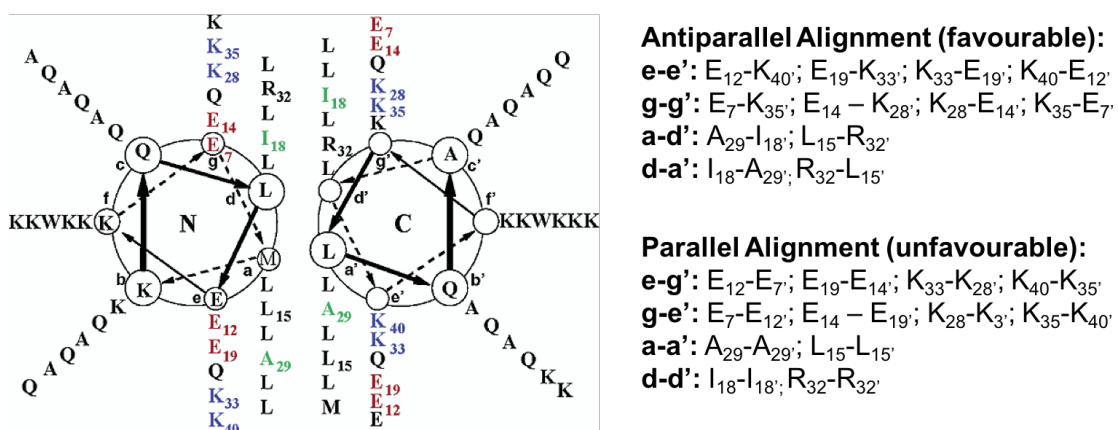 K
K35
K28
Q
E14
E7
L
R32
L
I18
L
L
L
I18
L
R32
L
E7
E14
Q
K28
K35
K
A Q A Q A Q
Q A Q A Q
Q
c
g
L
d
N
KKWKK
K
f
M
a
K
b
E
e
g'
A
c'
d'
C
f'
KKWKKK
L
a'
Q
b'
e'
K Q A Q A Q
E12
E19
Q
K33
K40
L
L15
L
A29
L
L
L
A29
L
L15
L
M
K40
K33
Q
E19
E12
E
A Q A Q K K
Antiparallel Alignment (favourable):
e-e’: E12-K40’; E19-K33’; K33-E19’; K40-E12’
g-g’: E7-K35’; E14 – K28’; K28-E14’; K35-E7’
a-d’: A29-I18’; L15-R32’
d-a’: I18-A29’; R32-L15’
Parallel Alignment (unfavourable):
e-g’: E12-E7’; E19-E14’; K33-K28’; K40-K35’
g-e’: E7-E12’; E14 – E19’; K28-K3’; K35-K40’
a-a’: A29-A29’; L15-L15’
d-d’: I18-I18’; R32-R32’